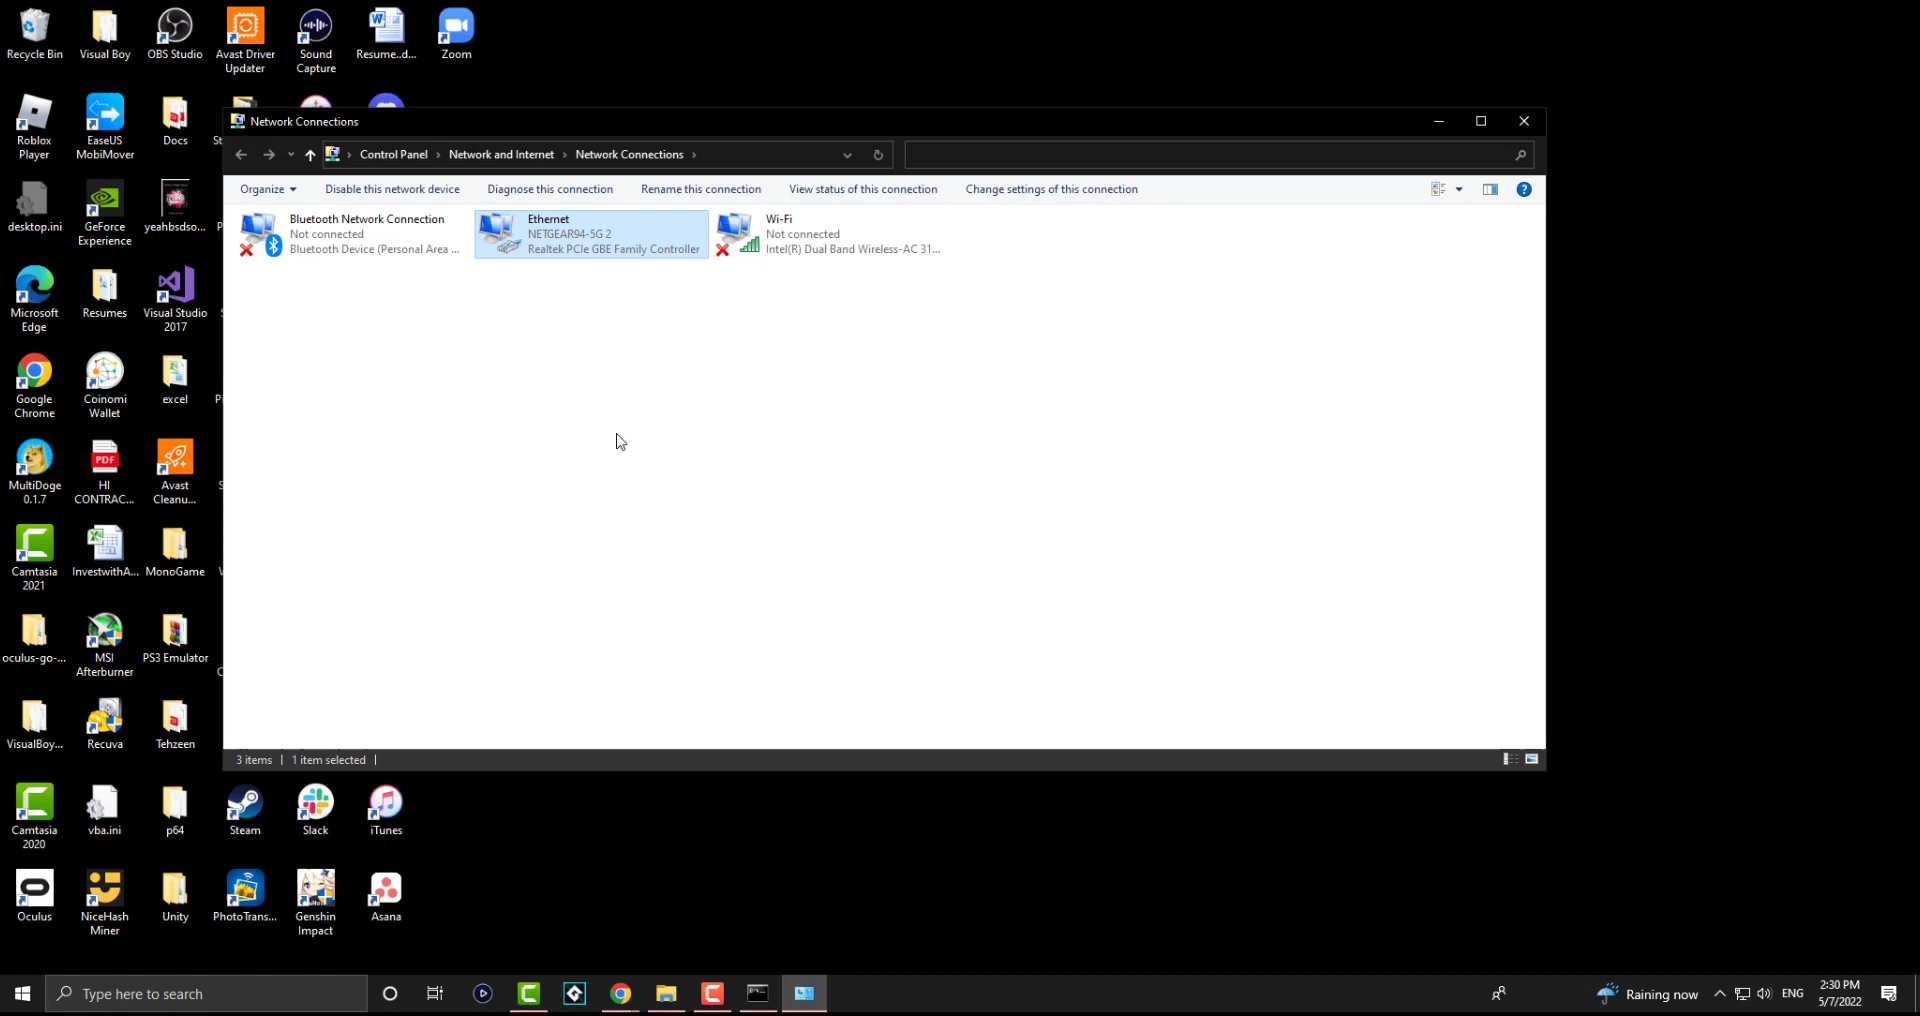 Recycle Bin
Visual Boy
OBS Studio
Avast Driver
Updater
Sound
Capture
Resume..d...
Zoom
Roblox
Player
EaseUS
MobiMover
Docs
desktop.ini
GeForce
Experience
yeahbsdso...
Microsoft
Edge
Resumes
Visual Studio
2017
Google
Chrome
Coinomi
Wallet
excel
MultiDoge
0.1.7
PDF
HI
CONTRAC...
Avast
Cleanu...
Camtasia
2021
InvestwithA...
MonoGame
oculus-go-...
MSI
Afterburner
PS3 Emulator
VisualBoy...
Recuva
Tehzeen
Camtasia
2020
vba.ini
p64
Steam
Slack
iTunes
Oculus
NiceHash
Miner
Unity
PhotoTrans...
Genshin
Impact
Asana
Network Connections
Control Panel
Network and Internet
Network Connections
Organize
Disable this network device
Diagnose this connection
Rename this connection
View status of this connection
Change settings of this connection
Bluetooth Network Connection
Not connected
Bluetooth Device (Personal Area ...
Ethernet
NETGEAR94-5G 2
Realtek PCIe GBE Family Controller
Wi-Fi
Not connected
Intel(R) Dual Band Wireless-AC 31...
3 items
1 item selected
Type here to search
Raining now
ENG
2:30 PM
5/7/2022